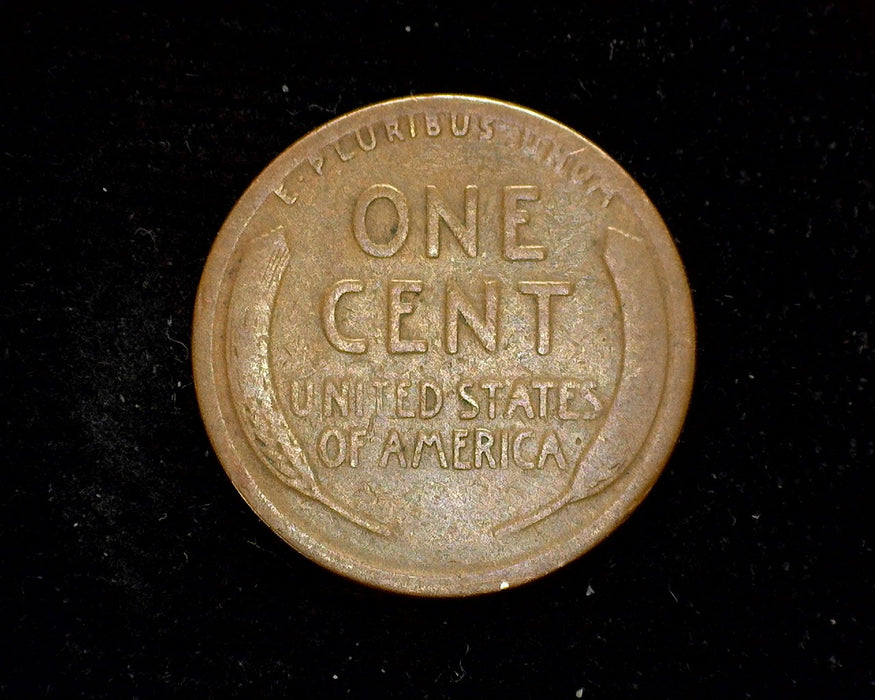 E·PLURIBUS·UNUM
ONE
CENT
UNITED·STATES
OF·AMERICA·